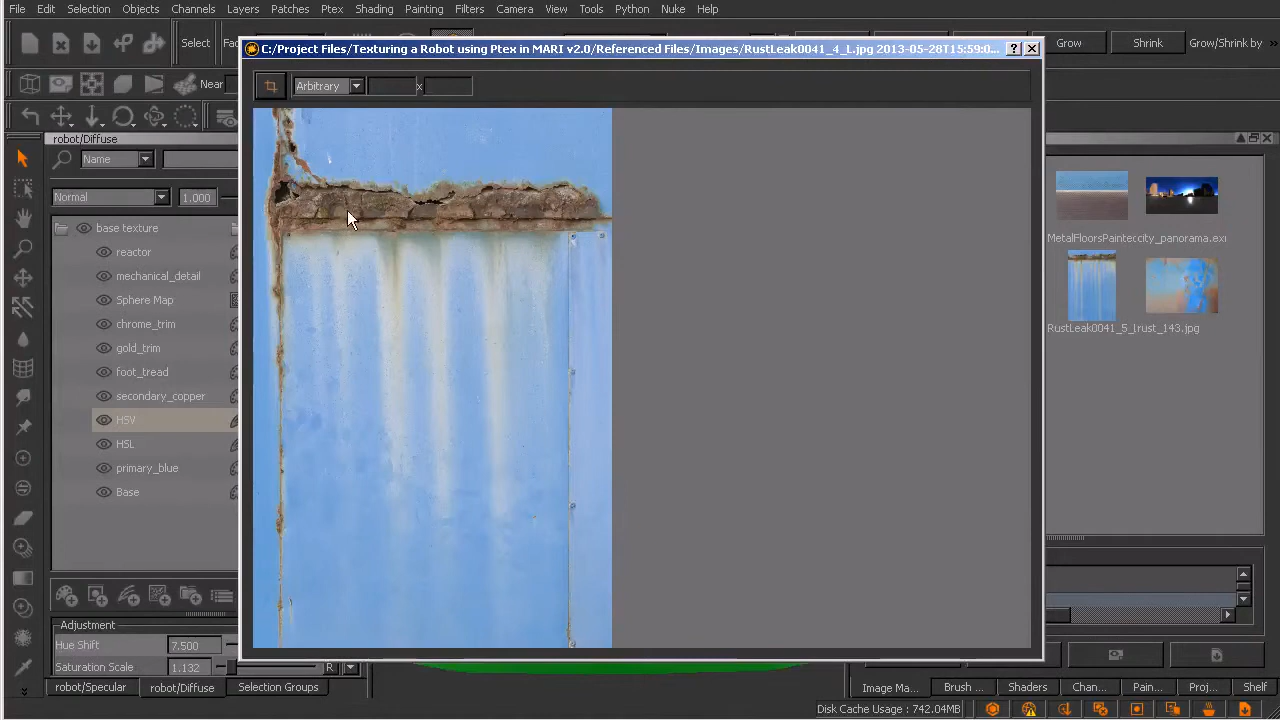 File Edit Selections Objects Channels Layers Patches Ptex Shading Painting Filters Camera View Tools Python Nuke Help
C:/Project Files/Texturing a Robot using Ptex in MARI v2.0/Referenced Files/Images/RustLeak0041_4_L.jpg 2013-05-28T15:59:0...
Select Grow Shrink Grow/Shrink by
Near Arbitrary x
robot/Diffuse
Name
Normal 1.000
base texture
reactor
mechanical_detail
Sphere Map
chrome_trim
gold_trim
foot_tread
secondary_copper
HSV
HSL
primary_blue
Base
city_panorama.exr
RustLeak0041_5_
rust_143.jpg
Adjustment
Hue Shift 7.500
Saturation Scale 1.132 R
robot/Specular robot/Diffuse Selection Groups
Image Ma... Brush ... Shaders Chan... Pain... Proj... Shelf
Disk Cache Usage : 742.04MB